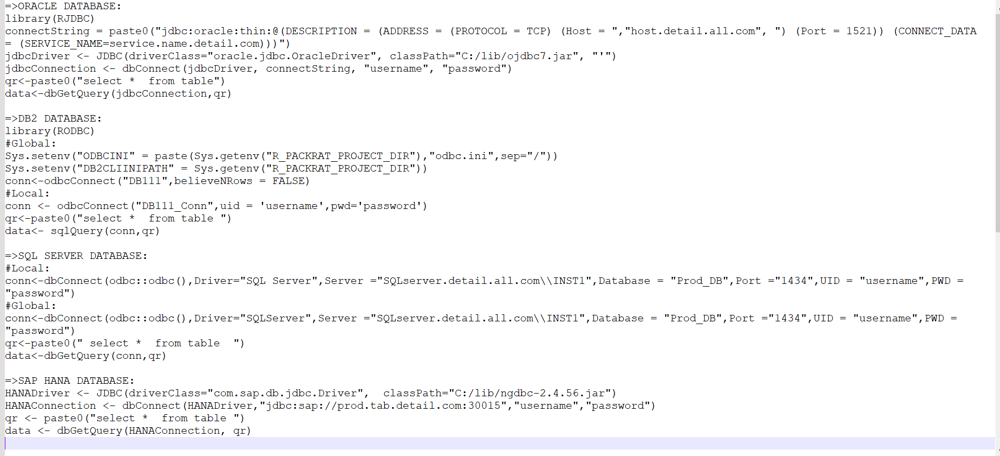 =>ORACLE DATABASE:
library(RJDBC)
connectString = paste0("jdbc:oracle:thin:@(DESCRIPTION = (ADDRESS = (PROTOCOL = TCP) (Host = ","host.detail.all.com", ") (Port = 1521)) (CONNECT_DATA
= (SERVICE_NAME=service.name.detail.com)))")
jdbcDriver <- JDBC(driverClass="oracle.jdbc.OracleDriver", classPath="C:/lib/ojdbc7.jar", "'")
jdbcConnection <- dbConnect(jdbcDriver, connectString, "username", "password")
qr<-paste0("select *  from table")
data<-dbGetQuery(jdbcConnection,qr)

=>DB2 DATABASE:
library(RODBC)
#Global:
Sys.setenv("ODBCINI" = paste(Sys.getenv("R_PACKRAT_PROJECT_DIR"),"odbc.ini",sep="/"))
Sys.setenv("DB2CLIINIPATH" = Sys.getenv("R_PACKRAT_PROJECT_DIR"))
conn<-odbcConnect("DB111",believeNRows = FALSE)
#Local:
conn <- odbcConnect("DB111_Conn",uid = 'username',pwd='password')
qr<-paste0("select *  from table ")
data<- sqlQuery(conn,qr)

=>SQL SERVER DATABASE:
#Local:
conn<-dbConnect(odbc::odbc(),Driver="SQL Server",Server ="SQLserver.detail.all.com\\INST1",Database = "Prod_DB",Port ="1434",UID = "username",PWD =
"password")
#Global:
conn<-dbConnect(odbc::odbc(),Driver="SQLServer",Server ="SQLserver.detail.all.com\\INST1",Database = "Prod_DB",Port ="1434",UID = "username",PWD =
"password")
qr<-paste0(" select *  from table  ")
data<-dbGetQuery(conn,qr)

=>SAP HANA DATABASE:
HANADriver <- JDBC(driverClass="com.sap.db.jdbc.Driver",  classPath="C:/lib/ngdbc-2.4.56.jar")
HANAConnection <- dbConnect(HANADriver,"jdbc:sap://prod.tab.detail.com:30015","username","password")
qr <- paste0("select *  from table ")
data <- dbGetQuery(HANAConnection, qr)